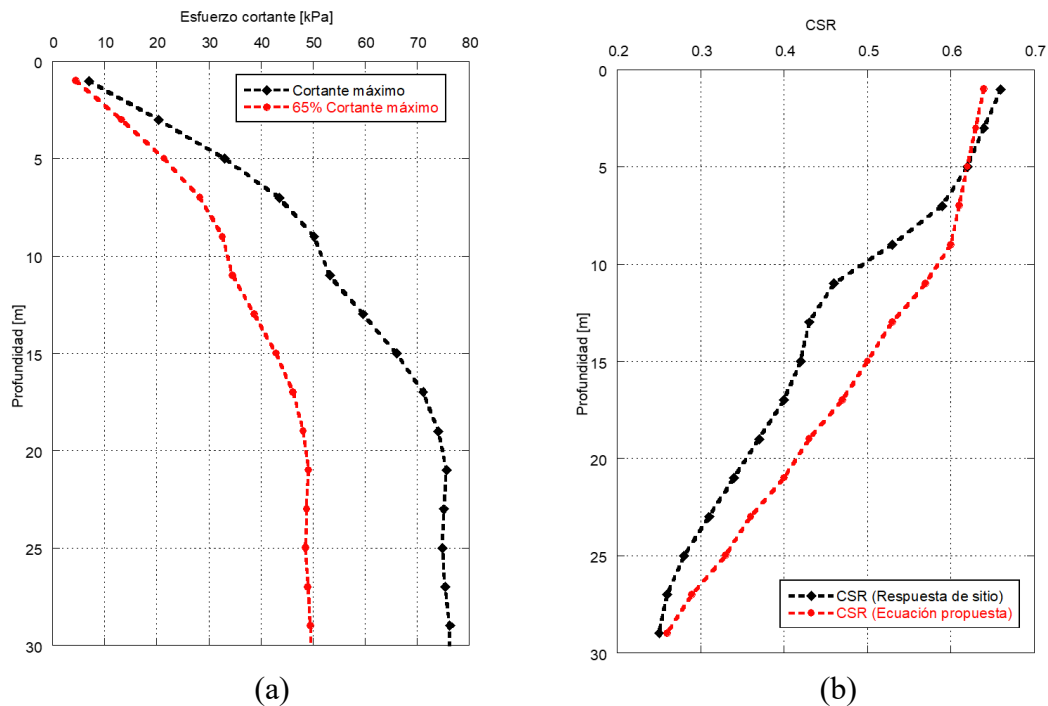 Esfuerzo cortante [kPa]
0 10 20 30 40 50 60 70 80
0
5
10
15
20
25
30
Profundidad [m]
Cortante máximo
65% Cortante máximo
(a)
CSR
0.2 0.3 0.4 0.5 0.6 0.7
0
5
10
15
20
25
30
Profundidad [m]
CSR (Respuesta de sitio)
CSR (Ecuación propuesta)
(b)